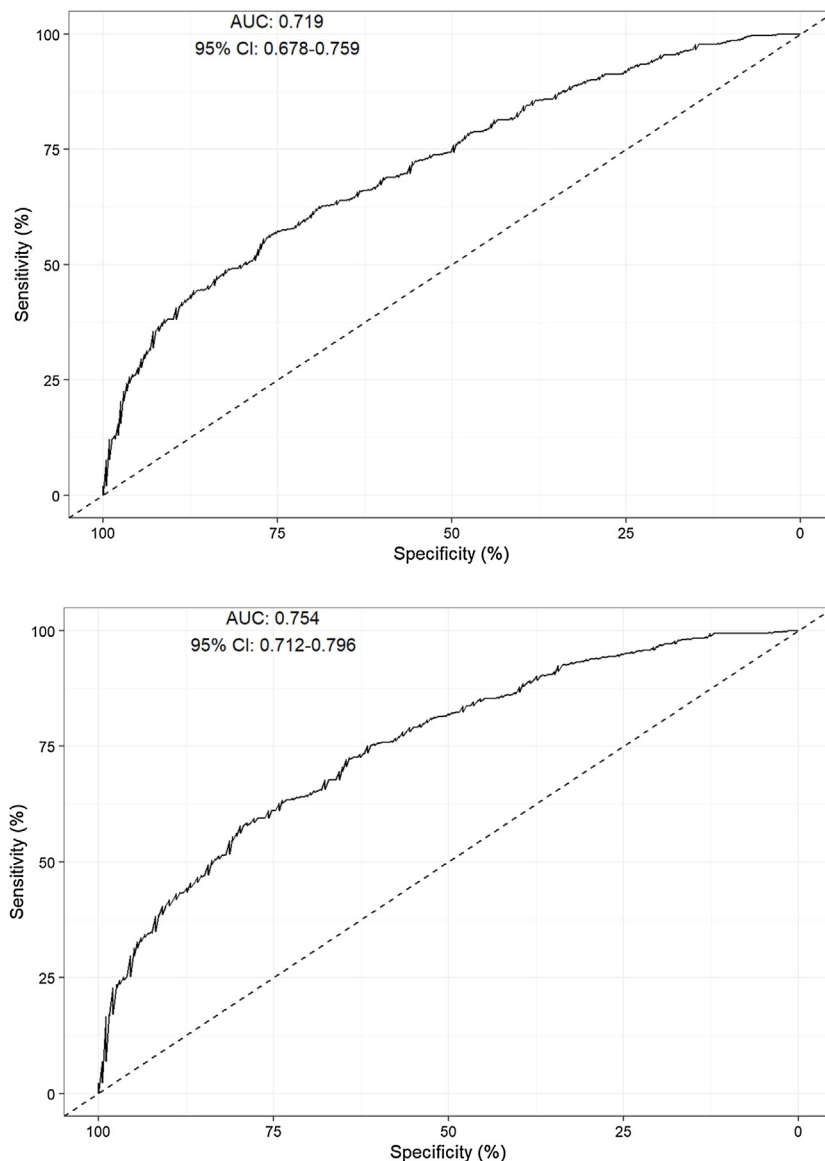 AUC: 0.719
95% CI: 0.678-0.759
100
75
50
25
0
Sensitivity (%)
100 75 50 25 0
Specificity (%)
AUC: 0.754
95% CI: 0.712-0.796
100
75
50
25
0
Sensitivity (%)
100 75 50 25 0
Specificity (%)